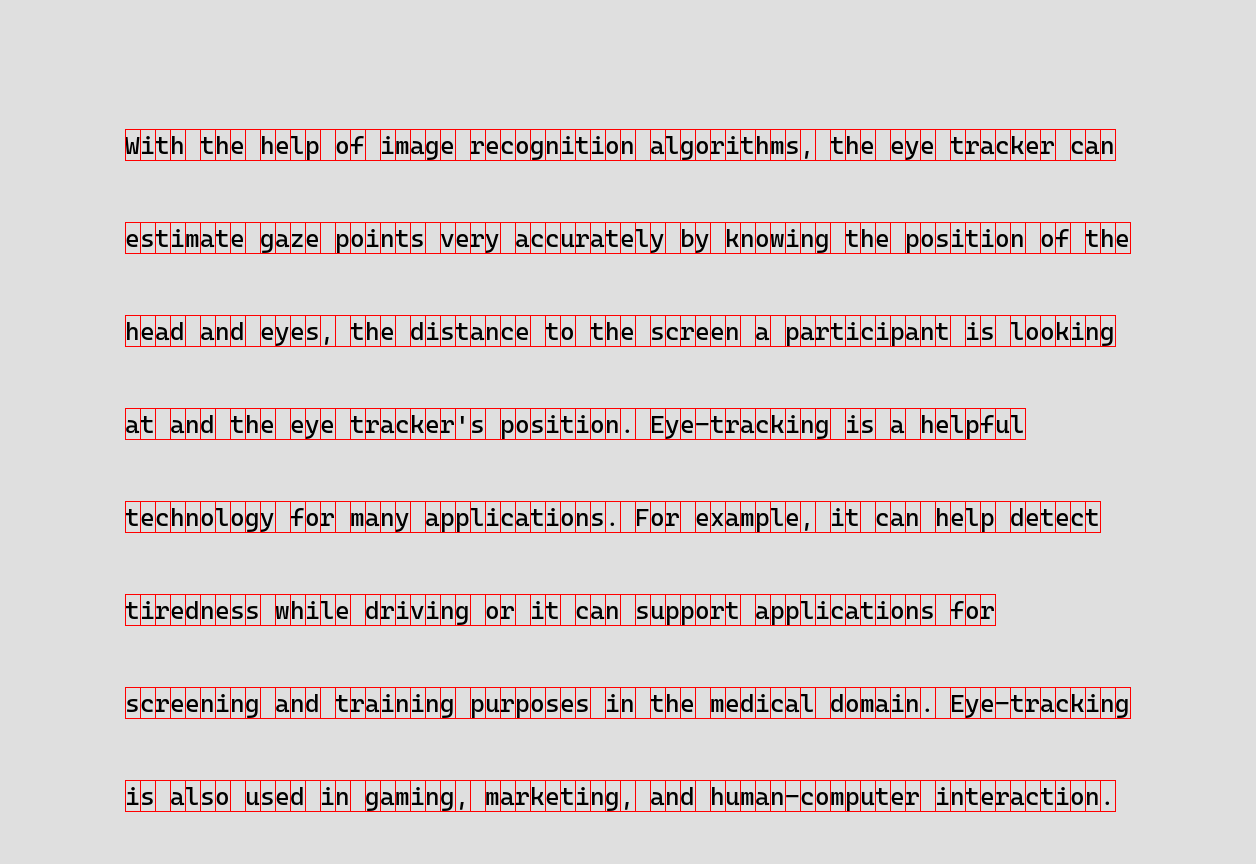 With the help of image recognition algorithms, the eye tracker can
estimate gaze points very accurately by knowing the position of the
head and eyes, the distance to the screen a participant is looking
at and the eye tracker's position. Eye-tracking is a helpful
technology for many applications. For example, it can help detect
tiredness while driving or it can support applications for
screening and training purposes in the medical domain. Eye-tracking
is also used in gaming, marketing, and human-computer interaction.